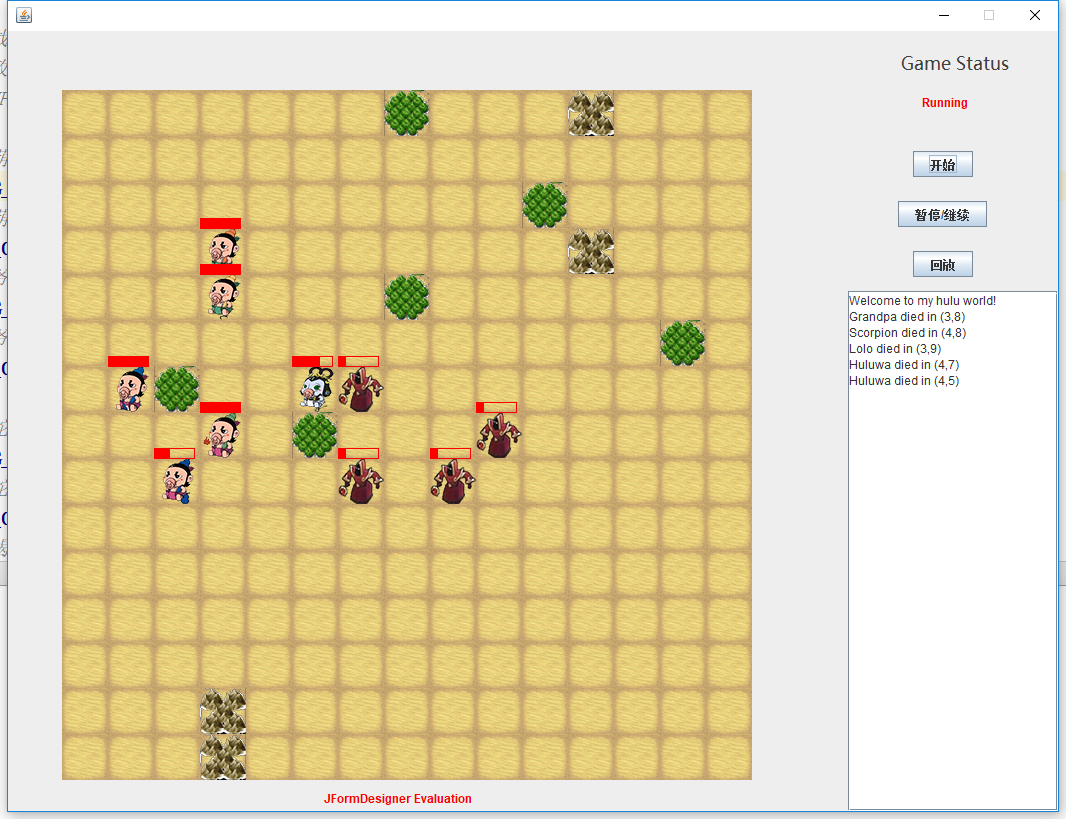 Game Status
Running
开始
暂停/继续
回放
Welcome to my hulu world!
Grandpa died in (3,8)
Scorpion died in (4,8)
Lolo died in (3,9)
Huluwa died in (4,7)
Huluwa died in (4,5)
JFormDesigner Evaluation